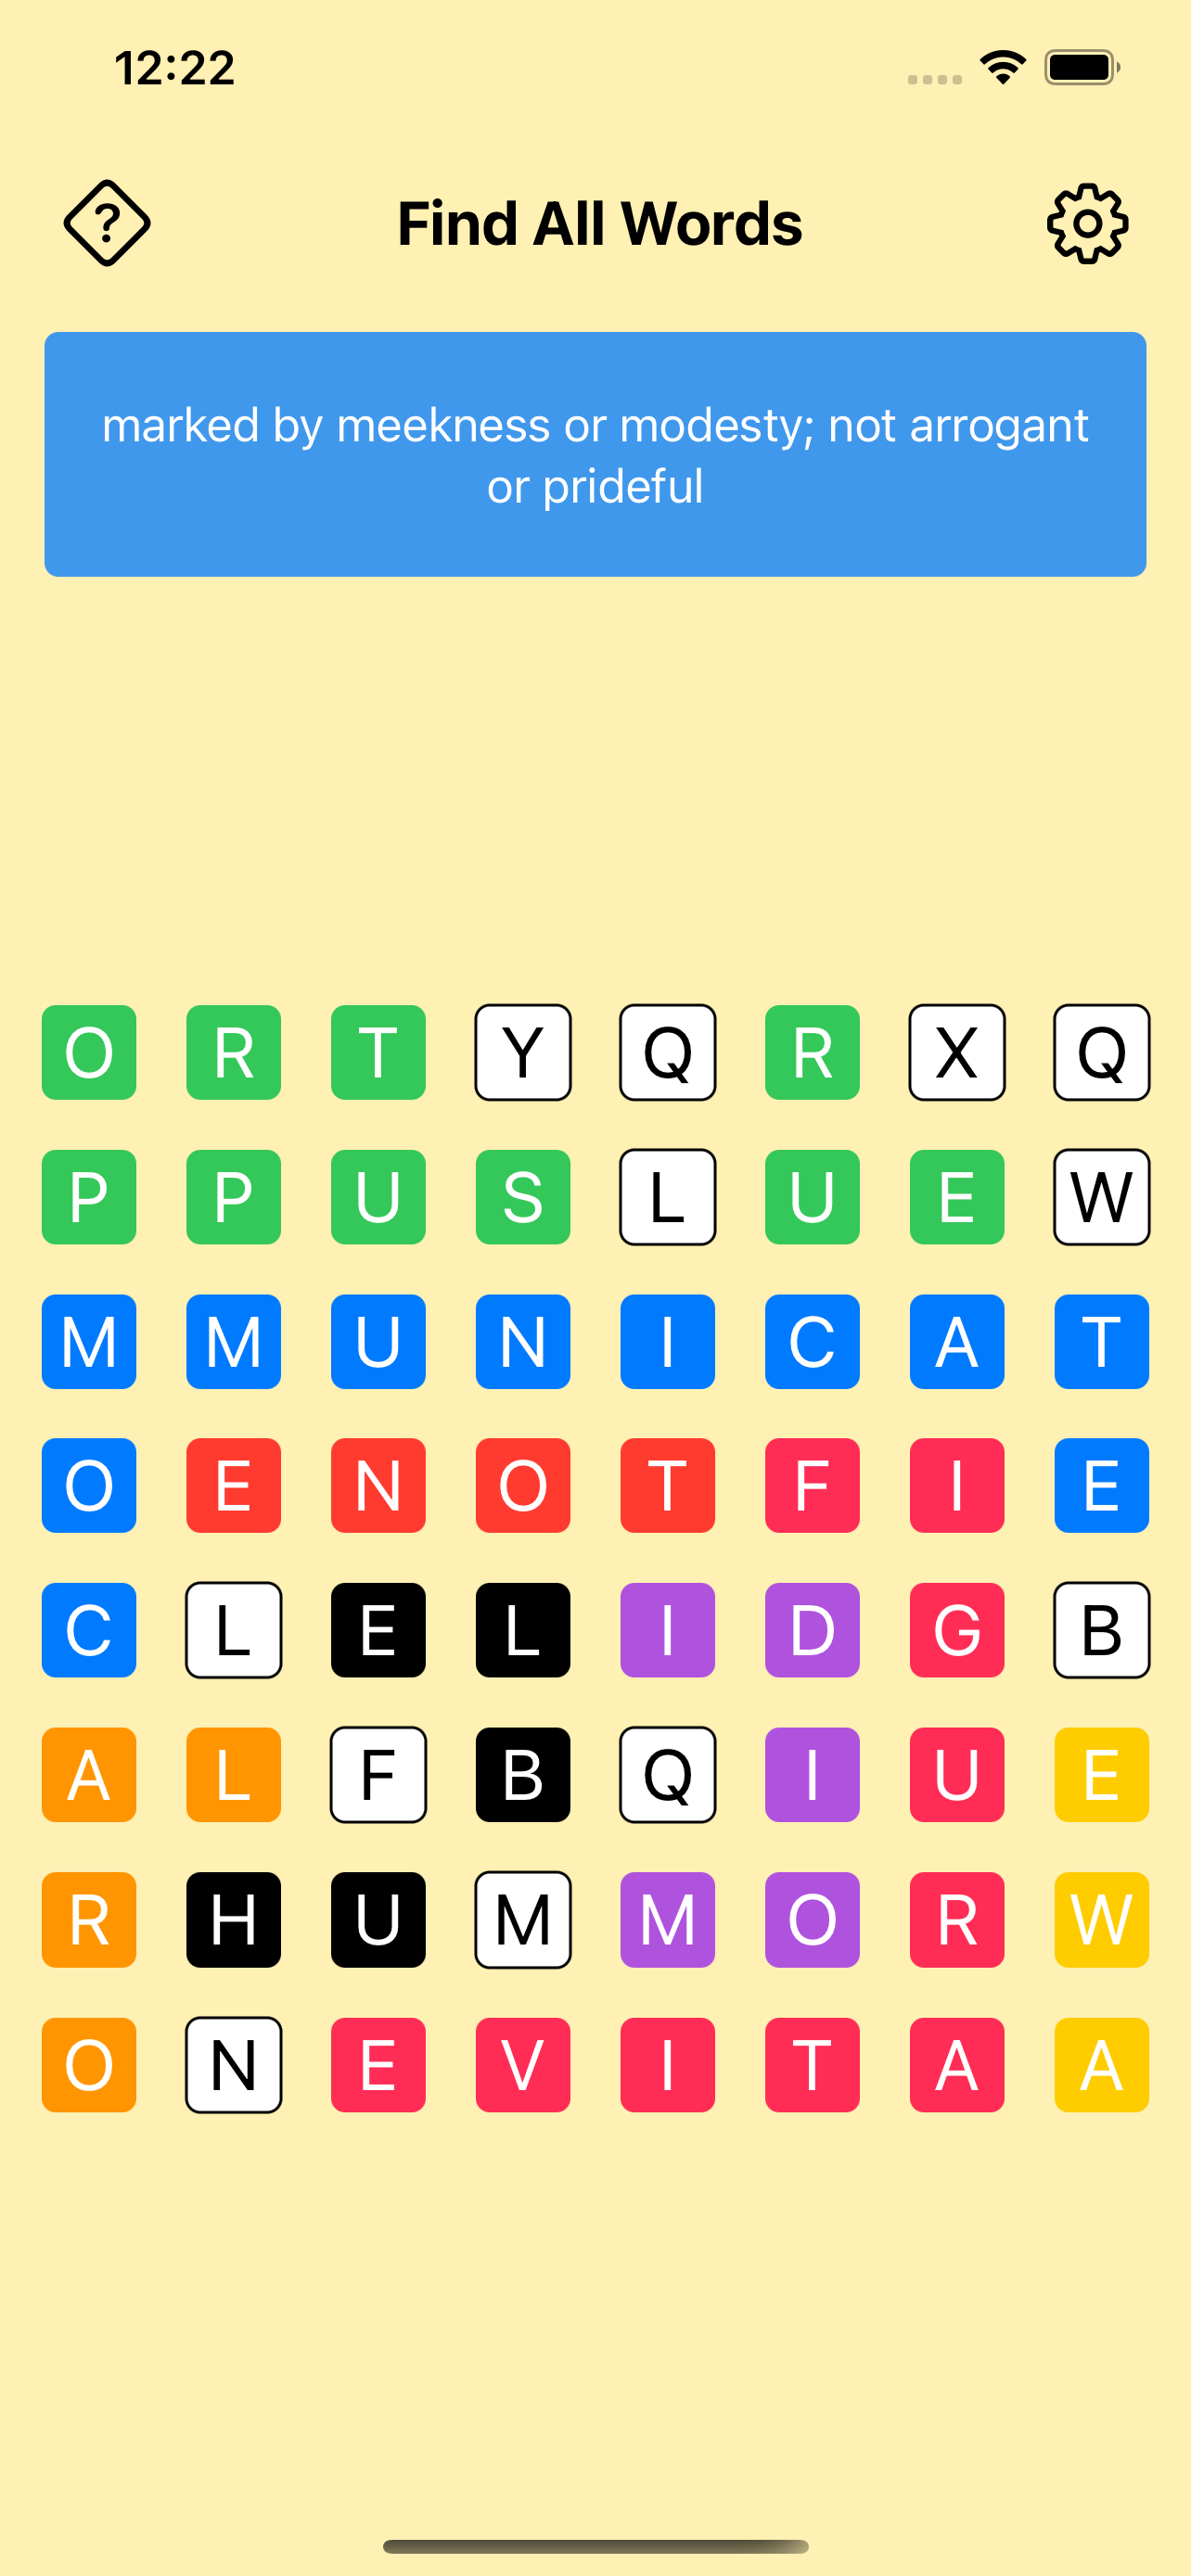 12:22
?
Find All Words
marked by meekness or modesty; not arrogant
or prideful
O R T Y Q R X Q
P P U S L U E W
M M U N I C A T
O E N O T F I E
C L E L I D G B
A L F B Q I U E
R H U M M O R W
O N E V I T A A